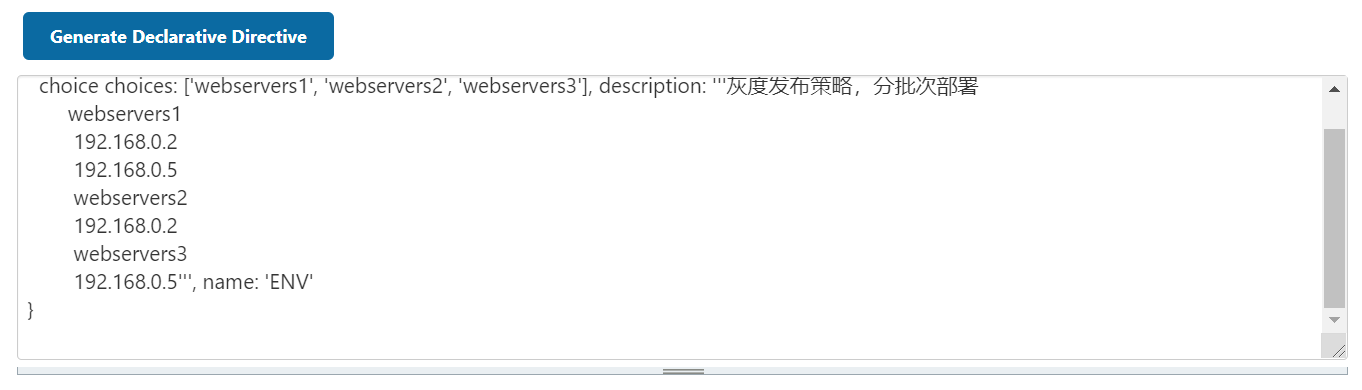 Generate Declarative Directive
choice choices: ['webservers1', 'webservers2', 'webservers3'], description: '''灰度发布策略，分批次部署
webservers1
192.168.0.2
192.168.0.5
webservers2
192.168.0.2
webservers3
192.168.0.5''', name: 'ENV'
}